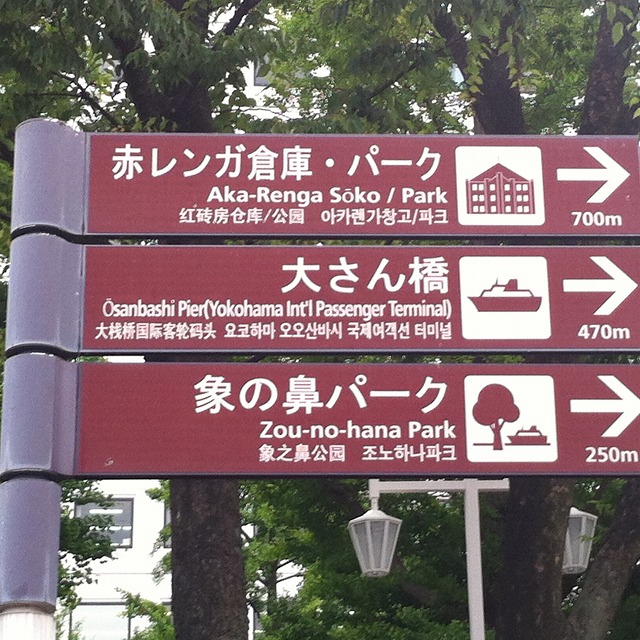 赤レンガ倉庫・パーク
Aka-Renga Sōko / Park
红砖房仓库/公园 아카렌가창고/파크
700m
大さん橋
Ōsanbashi Pier(Yokohama Int'l Passenger Terminal)
大栈桥国际客轮码头 요코하마 오오산바시 국제여객선 터미널
470m
象の鼻パーク
Zou-no-hana Park
象之鼻公园 조노하나파크
250m